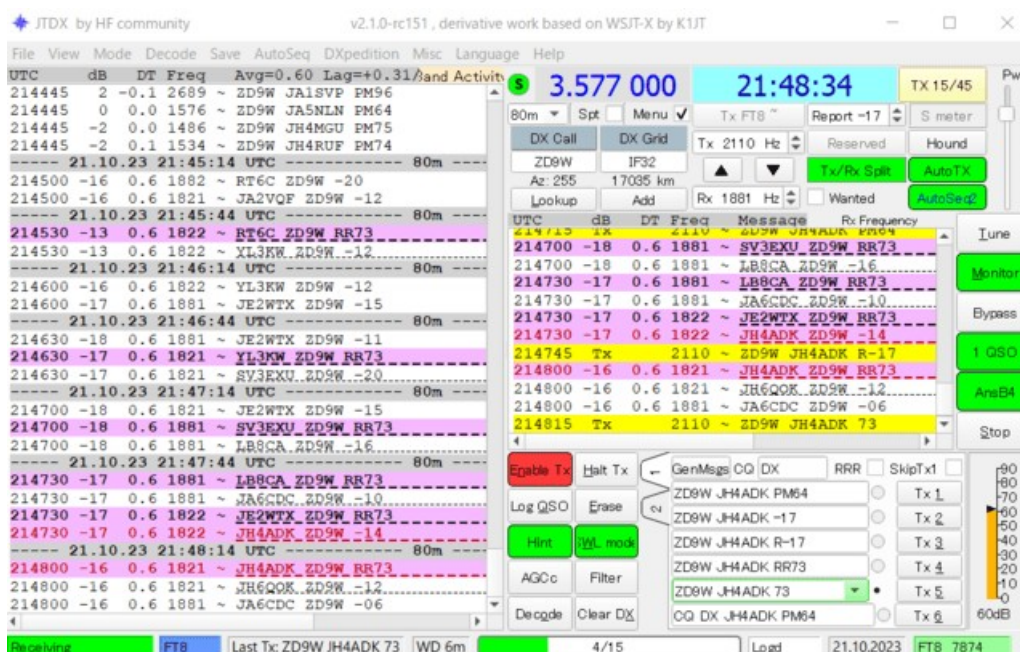 JTDX by HF community v2.1.0-rc151 , derivative work based on WSJT-X by K1JT
File View Mode Decode Save AutoSeq DXpedition Misc Language Help
UTC dB DT Freq Avg=0.60 Lag=+0.31/Band Activity
214445 2 -0.1 2689 ~ ZD9W JA1SVP PM96
214445 0 0.0 1576 ~ ZD9W JA5NLN PM64
214445 -2 0.0 1486 ~ ZD9W JH4MGU PM75
214445 -2 0.1 1534 ~ ZD9W JH4RUF PM74
----- 21.10.23 21:45:14 UTC ------------ 80m ----
214500 -16 0.6 1882 ~ RT6C ZD9W -20
214500 -16 0.6 1821 ~ JA2VQF ZD9W -12
----- 21.10.23 21:45:44 UTC ------------ 80m ----
214530 -13 0.6 1822 ~ RT6C ZD9W RR73
214530 -13 0.6 1822 ~ YL3KW ZD9W -12
----- 21.10.23 21:46:14 UTC ------------ 80m ----
214600 -16 0.6 1822 ~ YL3KW ZD9W -12
214600 -17 0.6 1881 ~ JE2WTX ZD9W -15
----- 21.10.23 21:46:44 UTC ------------ 80m ----
214630 -18 0.6 1881 ~ JE2WTX ZD9W -11
214630 -17 0.6 1821 ~ YL3KW ZD9W RR73
214630 -17 0.6 1821 ~ SV3EXU ZD9W -20
----- 21.10.23 21:47:14 UTC ------------ 80m ----
214700 -18 0.6 1821 ~ JE2WTX ZD9W -15
214700 -18 0.6 1881 ~ SV3EXU ZD9W RR73
214700 -18 0.6 1881 ~ LB8CA ZD9W -16
----- 21.10.23 21:47:44 UTC ------------ 80m ----
214730 -17 0.6 1881 ~ LB8CA ZD9W RR73
214730 -17 0.6 1881 ~ JA6CDC ZD9W -10
214730 -17 0.6 1822 ~ JE2WTX ZD9W RR73
214730 -17 0.6 1822 ~ JH4ADK ZD9W -14
----- 21.10.23 21:48:14 UTC ------------ 80m ----
214800 -16 0.6 1821 ~ JH4ADK ZD9W RR73
214800 -16 0.6 1821 ~ JH6QOK ZD9W -12
214800 -16 0.6 1881 ~ JA6CDC ZD9W -06
S 3.577 000 21:48:34 TX 15/45 Pw
80m Spt Menu Tx FT8 ~ Report -17 S meter
DX Call DX Grid Tx 2110 Hz Reserved Hound
ZD9W IF32 Tx/Rx Split AutoTX
Az: 255 17035 km
Lookup Add Rx 1881 Hz Wanted AutoSeq2
UTC dB DT Freq Message Rx Frequency
214715 Tx 2110 ~ ZD9W JH4ADK PM64
214700 -18 0.6 1881 ~ SV3EXU ZD9W RR73
214700 -18 0.6 1881 ~ LB8CA ZD9W -16
214730 -17 0.6 1881 ~ LB8CA ZD9W RR73
214730 -17 0.6 1881 ~ JA6CDC ZD9W -10
214730 -17 0.6 1822 ~ JE2WTX ZD9W RR73
214730 -17 0.6 1822 ~ JH4ADK ZD9W -14
214745 Tx 2110 ~ ZD9W JH4ADK R-17
214800 -16 0.6 1821 ~ JH4ADK ZD9W RR73
214800 -16 0.6 1821 ~ JH6QOK ZD9W -12
214800 -16 0.6 1881 ~ JA6CDC ZD9W -06
214815 Tx 2110 ~ ZD9W JH4ADK 73
Tune
Monitor
Bypass
1 QSO
AnsB4
Stop
Enable Tx Halt Tx
Log QSO Erase
Hint SWL mode
AGCc Filter
Decode Clear DX
1
2
GenMsgs CQ DX RRR SkipTx1
ZD9W JH4ADK PM64 Tx 1
ZD9W JH4ADK -17 Tx 2
ZD9W JH4ADK R-17 Tx 3
ZD9W JH4ADK RR73 Tx 4
ZD9W JH4ADK 73 Tx 5
CQ DX JH4ADK PM64 Tx 6
90
80
70
60
50
40
30
20
10
0
60dB
Receiving FT8 Last Tx: ZD9W JH4ADK 73 WD 6m 4/15 Logd 21.10.2023 FT8 7874